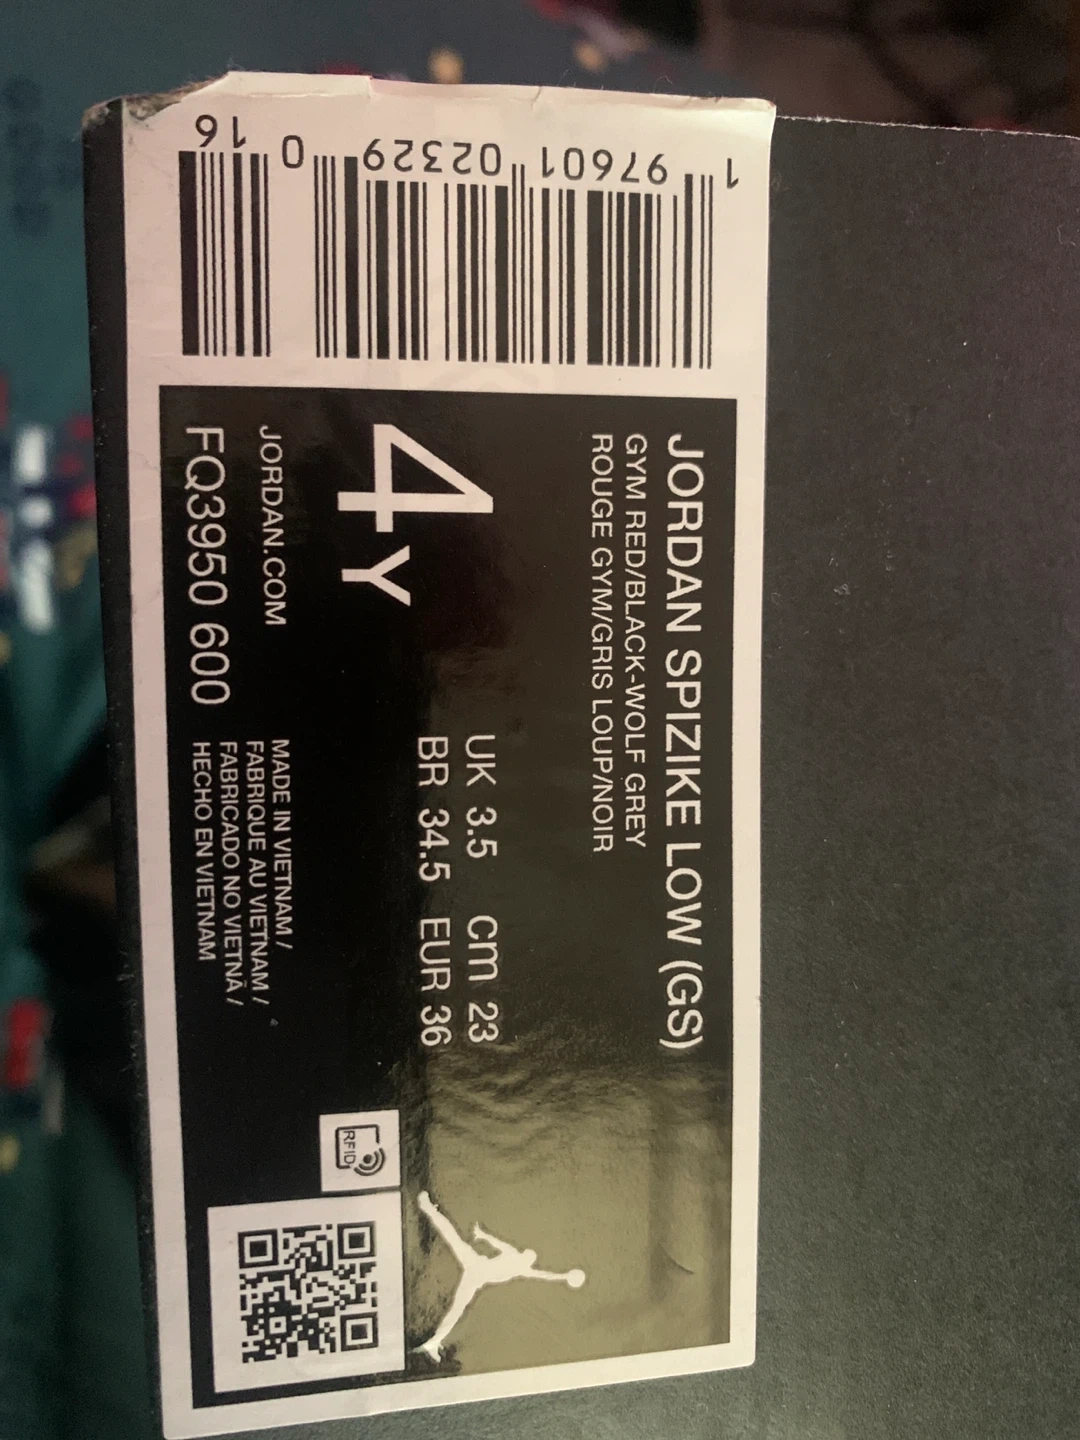 JORDAN SPIZIKE LOW (GS)
GYM RED/BLACK-WOLF GREY
ROUGE GYM/GRIS LOUP/NOIR
UK 3.5 cm 23
BR 34.5 EUR 36
4Y
RFID
JORDAN.COM
FQ3950 600
MADE IN VIETNAM /
FABRIQUE AU VIETNAM /
FABRICADO NO VIETNÃ /
HECHO EN VIETNAM
1 97601 02329 0 16